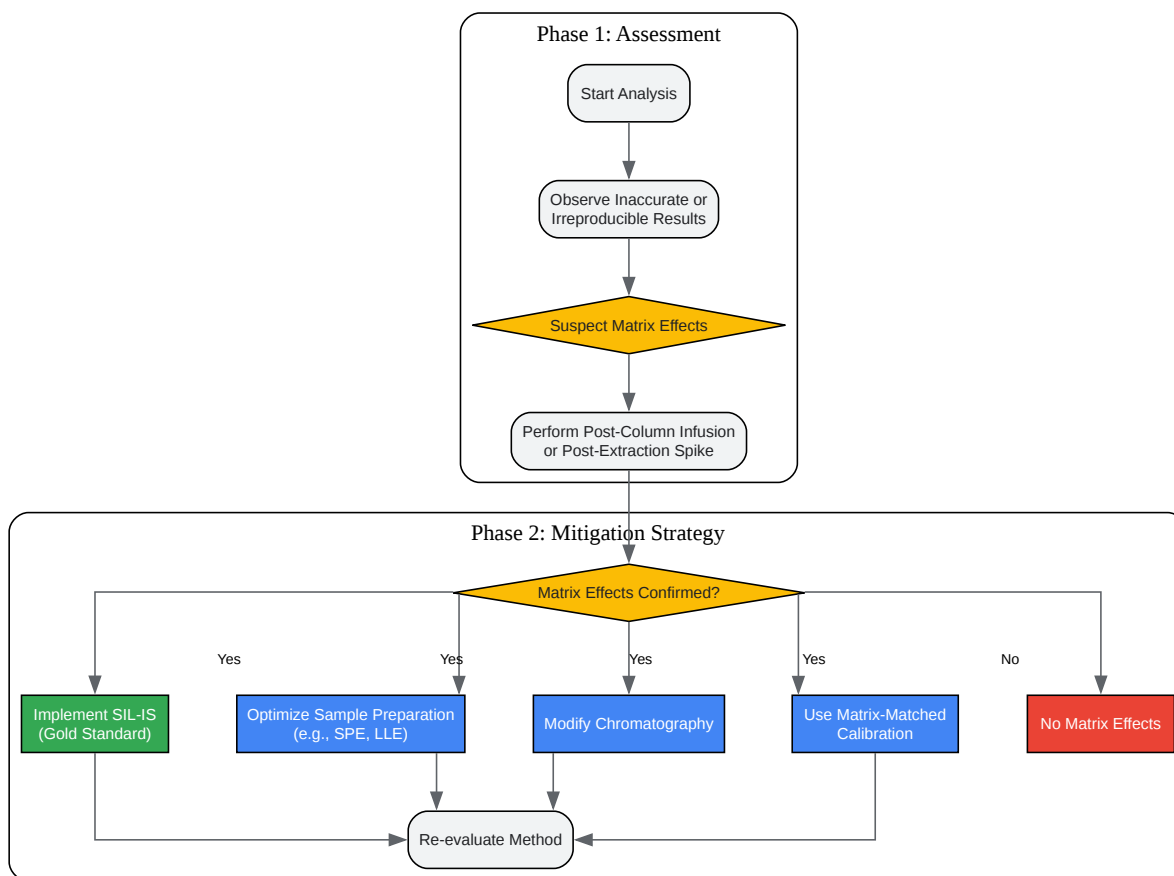 Phase 1: Assessment
Start Analysis
Observe Inaccurate or
Irreproducible Results
Suspect Matrix Effects
Perform Post-Column Infusion
or Post-Extraction Spike
Phase 2: Mitigation Strategy
Matrix Effects Confirmed?
Yes
Yes
Yes
Yes
No
Implement SIL-IS
(Gold Standard)
Optimize Sample Preparation
(e.g., SPE, LLE)
Modify Chromatography
Use Matrix-Matched
Calibration
No Matrix Effects
Re-evaluate Method